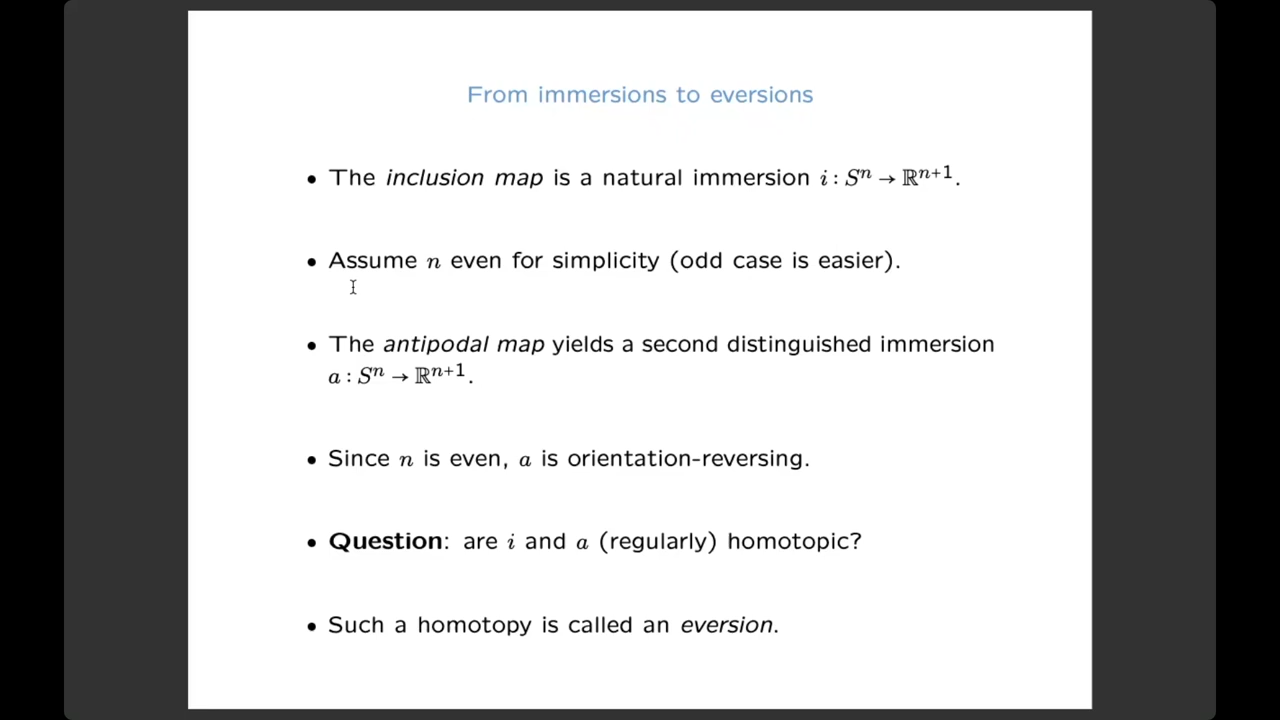 From immersions to eversions
• The inclusion map is a natural immersion i : Sⁿ → ℝⁿ⁺¹.
• Assume n even for simplicity (odd case is easier).
• The antipodal map yields a second distinguished immersion
a : Sⁿ → ℝⁿ⁺¹.
• Since n is even, a is orientation-reversing.
• Question: are i and a (regularly) homotopic?
• Such a homotopy is called an eversion.